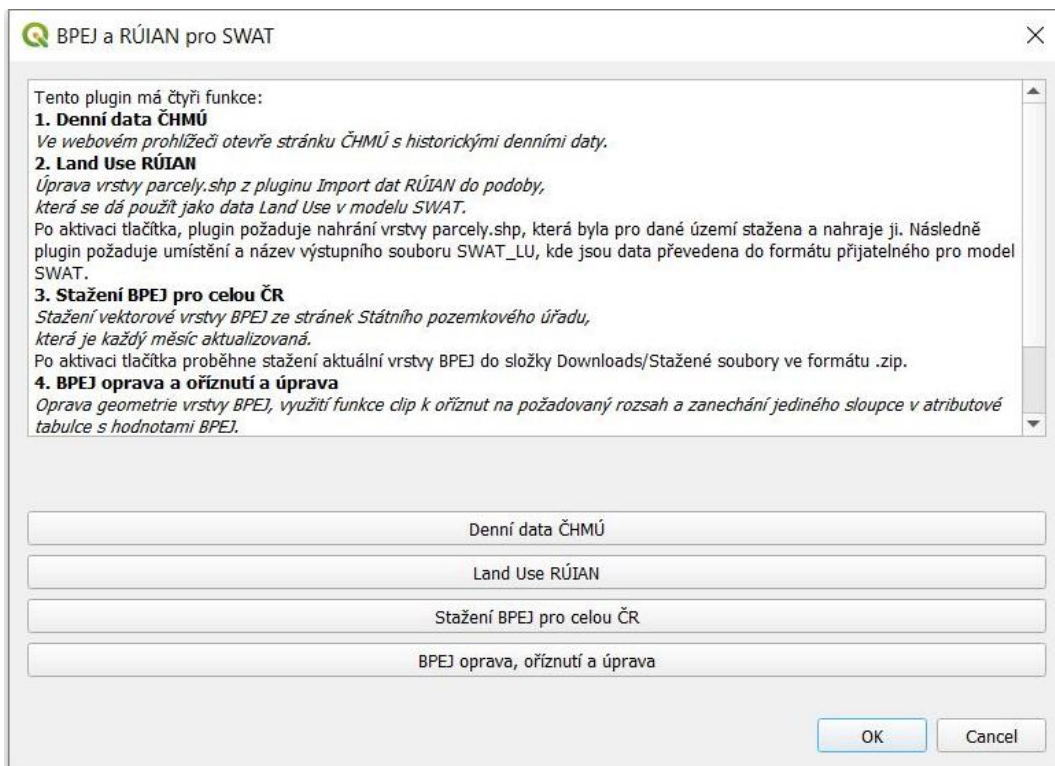 BPEJ a RÚIAN pro SWAT
Tento plugin má čtyři funkce:
1. Denní data ČHMÚ
Ve webovém prohlížeči otevře stránku ČHMÚ s historickými denními daty.
2. Land Use RÚIAN
Úprava vrstvy parcely.shp z pluginu Import dat RÚIAN do podoby,
která se dá použít jako data Land Use v modelu SWAT.
Po aktivaci tlačítka, plugin požaduje nahrání vrstvy parcely.shp, která byla pro dané území stažena a nahraje ji. Následně
plugin požaduje umístění a název výstupního souboru SWAT_LU, kde jsou data převedena do formátu přijatelného pro model
SWAT.
3. Stažení BPEJ pro celou ČR
Stažení vektorové vrstvy BPEJ ze stránek Státního pozemkového úřadu,
která je každý měsíc aktualizovaná.
Po aktivaci tlačítka proběhne stažení aktuální vrstvy BPEJ do složky Downloads/Stažené soubory ve formátu .zip.
4. BPEJ oprava a oříznutí a úprava
Oprava geometrie vrstvy BPEJ, využití funkce clip k oříznut na požadovaný rozsah a zanechání jediného sloupce v atributové
tabulce s hodnotami BPEJ.
Denní data ČHMÚ
Land Use RÚIAN
Stažení BPEJ pro celou ČR
BPEJ oprava, oříznutí a úprava
OK
Cancel